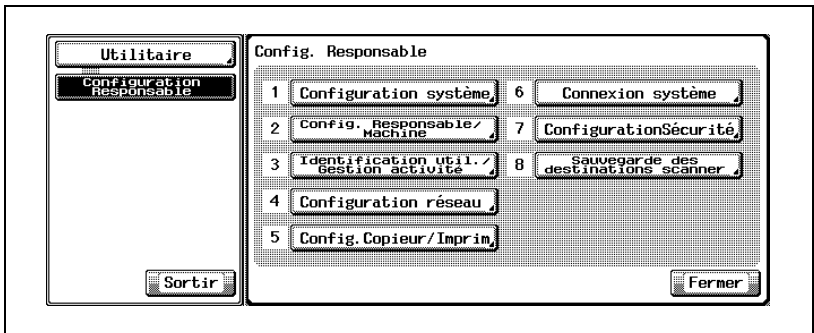 Utilitaire
Configuration
Responsable
Sortir
Config. Responsable
1 Configuration système
2 Config. Responsable/
Machine
3 Identification util./
Gestion activité
4 Configuration réseau
5 Config.Copieur/Imprim
6 Connexion système
7 ConfigurationSécurité
8 Sauvegarde des
destinations scanner
Fermer